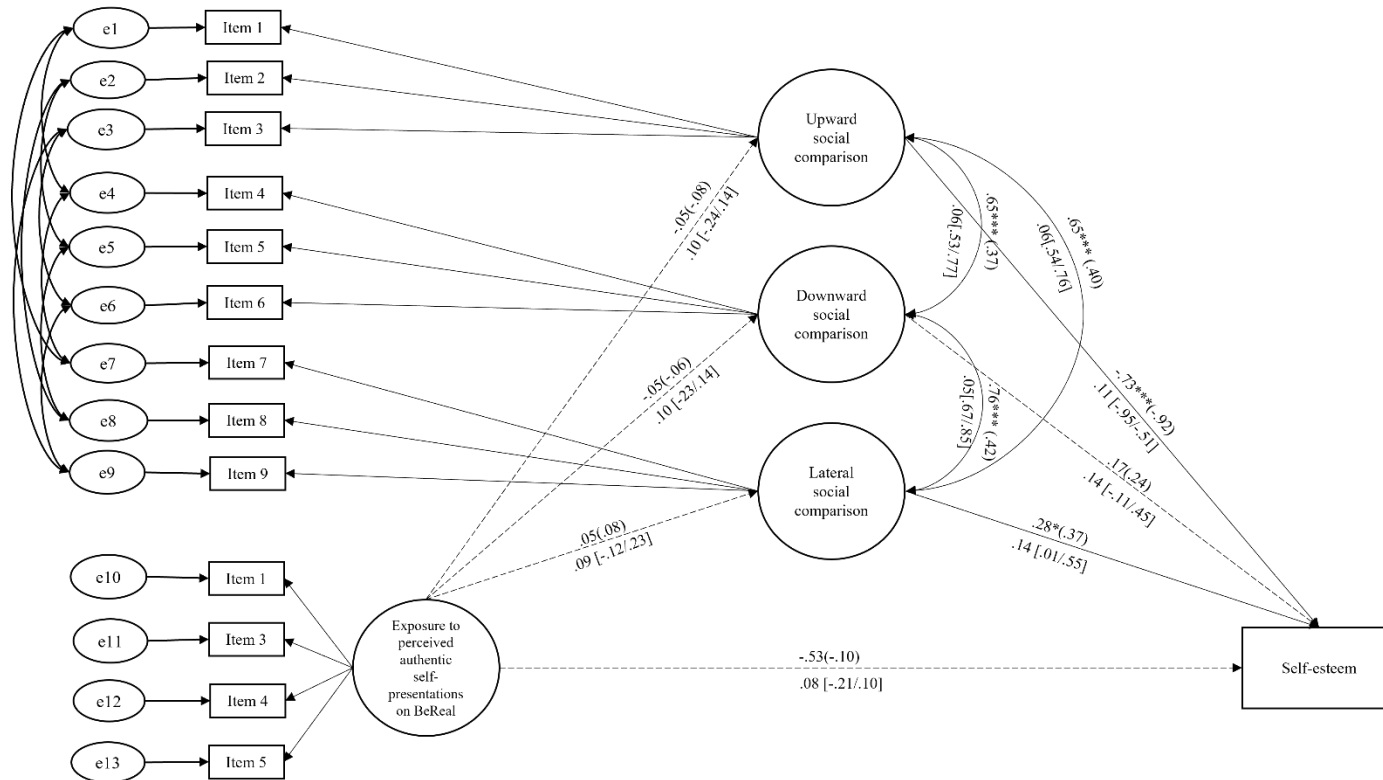 e1
Item 1
e2
Item 2
e3
Item 3
e4
Item 4
e5
Item 5
e6
Item 6
e7
Item 7
e8
Item 8
e9
Item 9
e10
Item 1
e11
Item 3
e12
Item 4
e13
Item 5
Exposure to
perceived
authentic
self-
presentations
on BeReal
Upward
social
comparison
Downward
social
comparison
Lateral
social
comparison
-.05(-.08)
.10 [-.24/.14]
-.05(-.06)
.10 [-23/.14]
.05(.08)
.09 [-.12/.23]
.65*** (.37)
.06[.53/.77]
.65*** (.40)
.06[.54/.76]
.76*** (.42)
.05[.67/.85]
-.73***(-.92)
.11 [-.95/-.51]
.17(.24)
.14 [-.11/.45]
.28*(.37)
.14 [.01/.55]
-.53(-.10)
.08 [-.21/.10]
Self-esteem